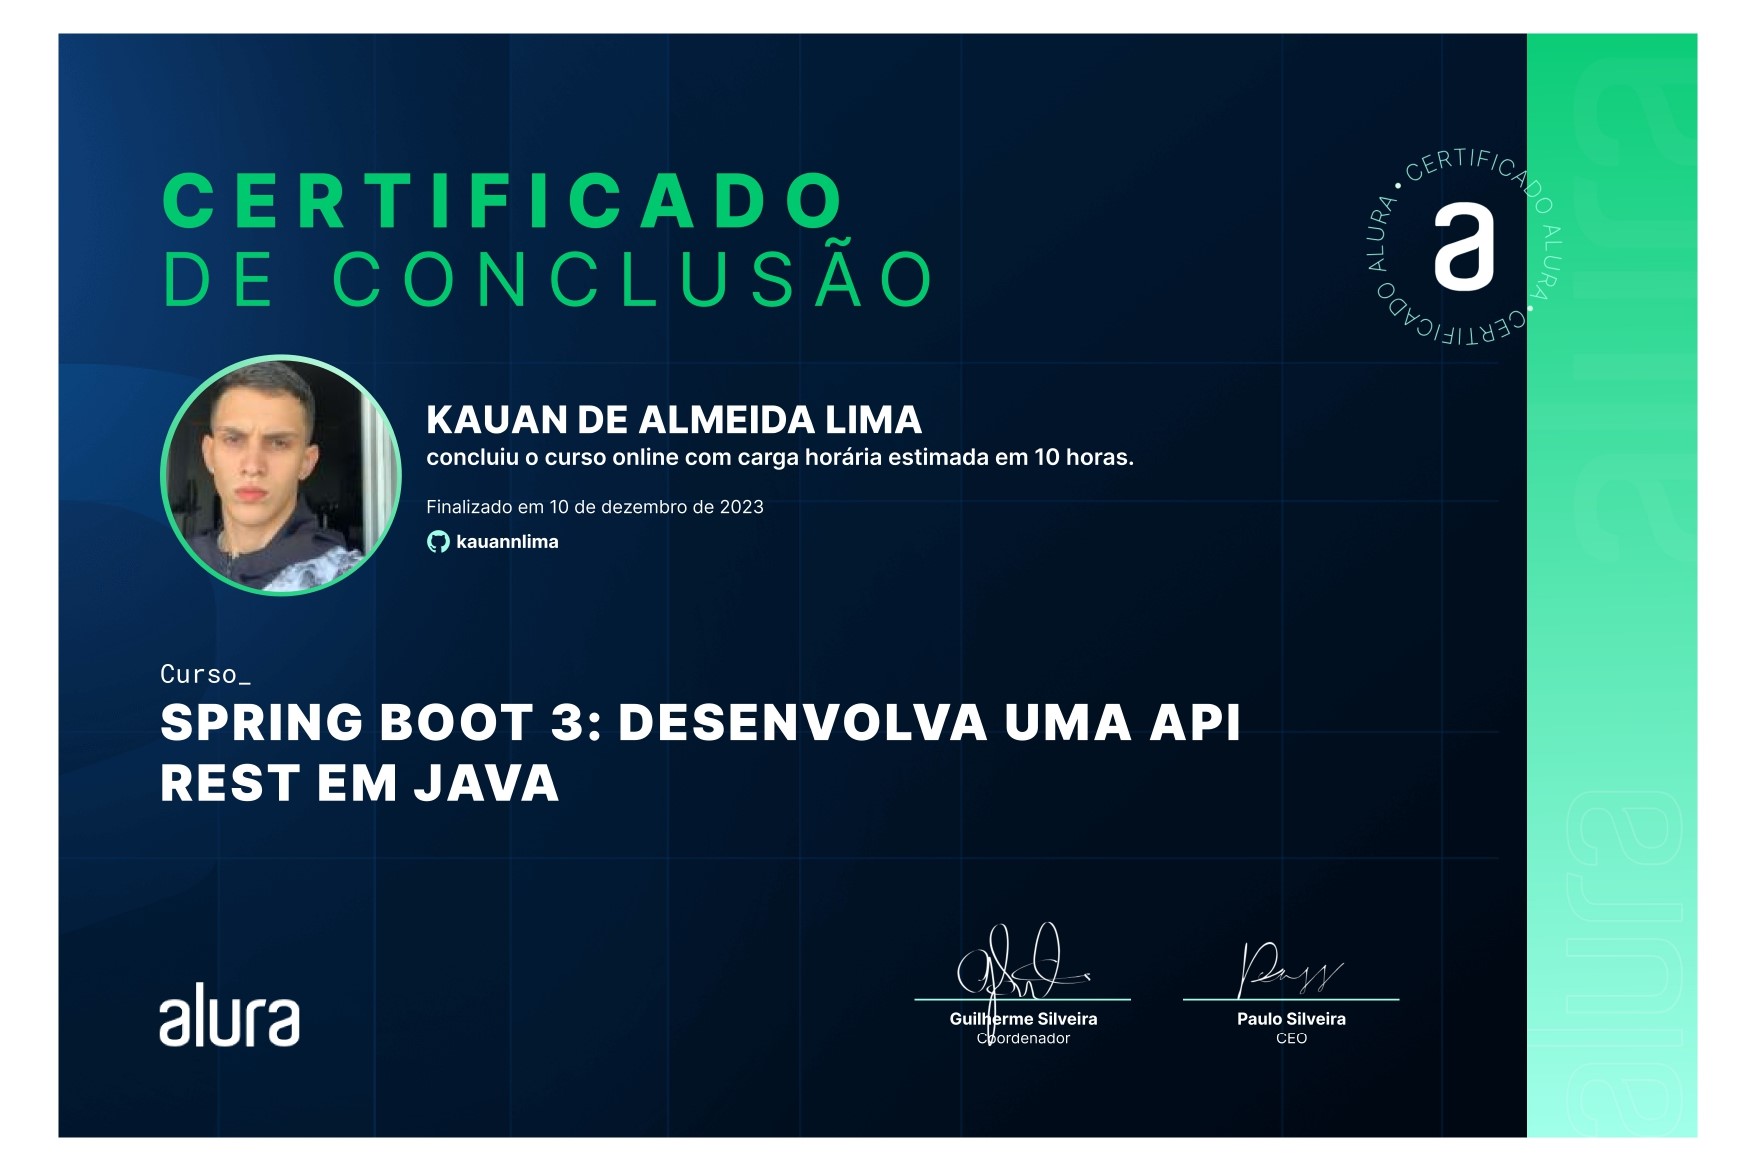 CERTIFICADO
DE CONCLUSÃO
• CERTIFICADO ALURA • CERTIFICADO ALURA
a
KAUAN DE ALMEIDA LIMA
concluiu o curso online com carga horária estimada em 10 horas.
Finalizado em 10 de dezembro de 2023
kauannlima
Curso_
SPRING BOOT 3: DESENVOLVA UMA API
REST EM JAVA
alura
Guilherme Silveira
Coordenador
Paulo Silveira
CEO
alura
alura